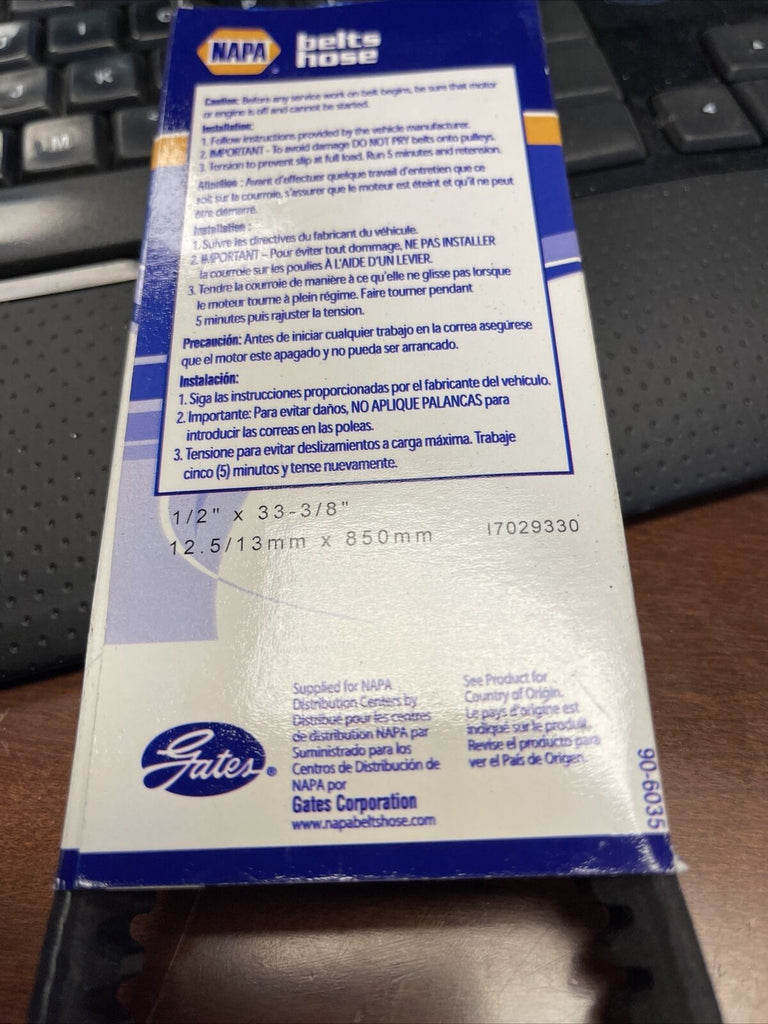 NAPA belts
hose
Caution: Before any service work on belt begins, be sure that motor
or engine is off and cannot be started.
Installation:
1. Follow instructions provided by the vehicle manufacturer.
2. IMPORTANT - To avoid damage DO NOT PRY belts onto pulleys.
3. Tension to prevent slip at full load. Run 5 minutes and retension.
Attention : Avant d'effectuer quelque travail d'entretien que ce
soit sur la courroie, s'assurer que le moteur est éteint et qu'il ne peut
être démarré.
Installation :
1. Suivre les directives du fabricant du véhicule.
2. IMPORTANT – Pour éviter tout dommage, NE PAS INSTALLER
la courroie sur les poulies À L'AIDE D'UN LEVIER.
3. Tendre la courroie de manière à ce qu'elle ne glisse pas lorsque
le moteur tourne à plein régime. Faire tourner pendant
5 minutes puis rajuster la tension.
Precaución: Antes de iniciar cualquier trabajo en la correa asegúrese
que el motor este apagado y no pueda ser arrancado.
Instalación:
1. Siga las instrucciones proporcionadas por el fabricante del vehículo.
2. Importante: Para evitar daños, NO APLIQUE PALANCAS para
introducir las correas en las poleas.
3. Tensione para evitar deslizamientos a carga máxima. Trabaje
cinco (5) minutos y tense nuevamente.
1/2" x 33-3/8"
12.5/13mm x 850mm
17029330
Gates®
Supplied for NAPA
Distribution Centers by
Distribué pour les centres
de distribution NAPA par
Suministrado para los
Centros de Distribución de
NAPA por
Gates Corporation
www.napabeltshose.com
See Product for
Country of Origin.
Le pays d'origine est
indiqué sur le produit.
Revise el producto para
ver el País de Origen.
90-6035
K
M